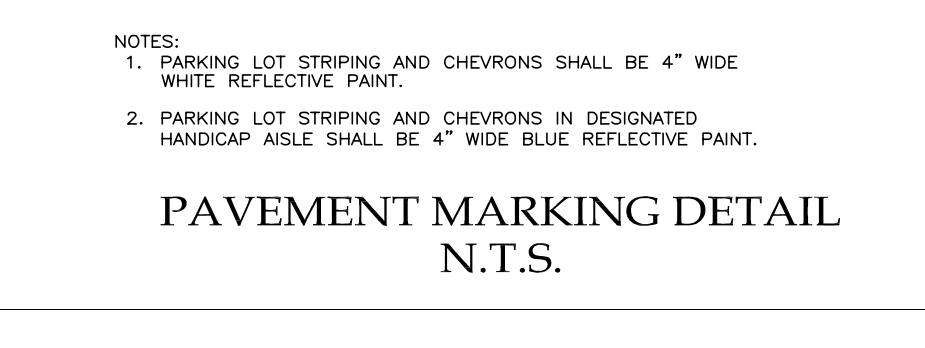 NOTES:
1. PARKING LOT STRIPING AND CHEVRONS SHALL BE 4" WIDE
WHITE REFLECTIVE PAINT.
2. PARKING LOT STRIPING AND CHEVRONS IN DESIGNATED
HANDICAP AISLE SHALL BE 4" WIDE BLUE REFLECTIVE PAINT.
PAVEMENT MARKING DETAIL
N.T.S.